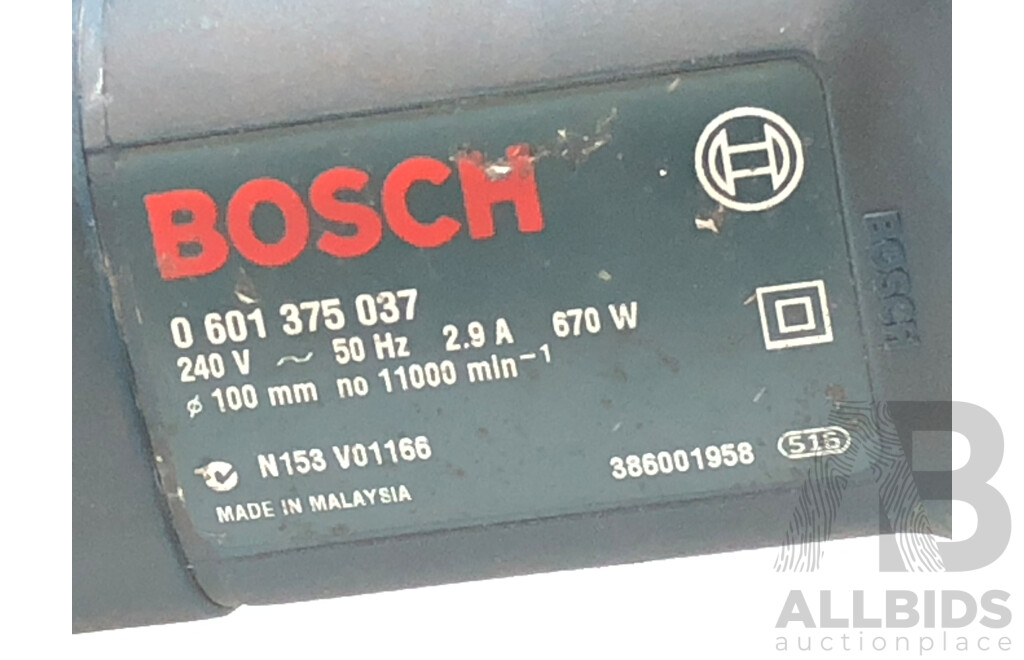 BOSCH
0 601 375 037
240 V ~ 50 Hz 2.9 A 670 W
ø 100 mm no 11000 min⁻¹
N153 V01166
386001958 516
MADE IN MALAYSIA
BOSCH
AB
ALLBIDS
auctionplace